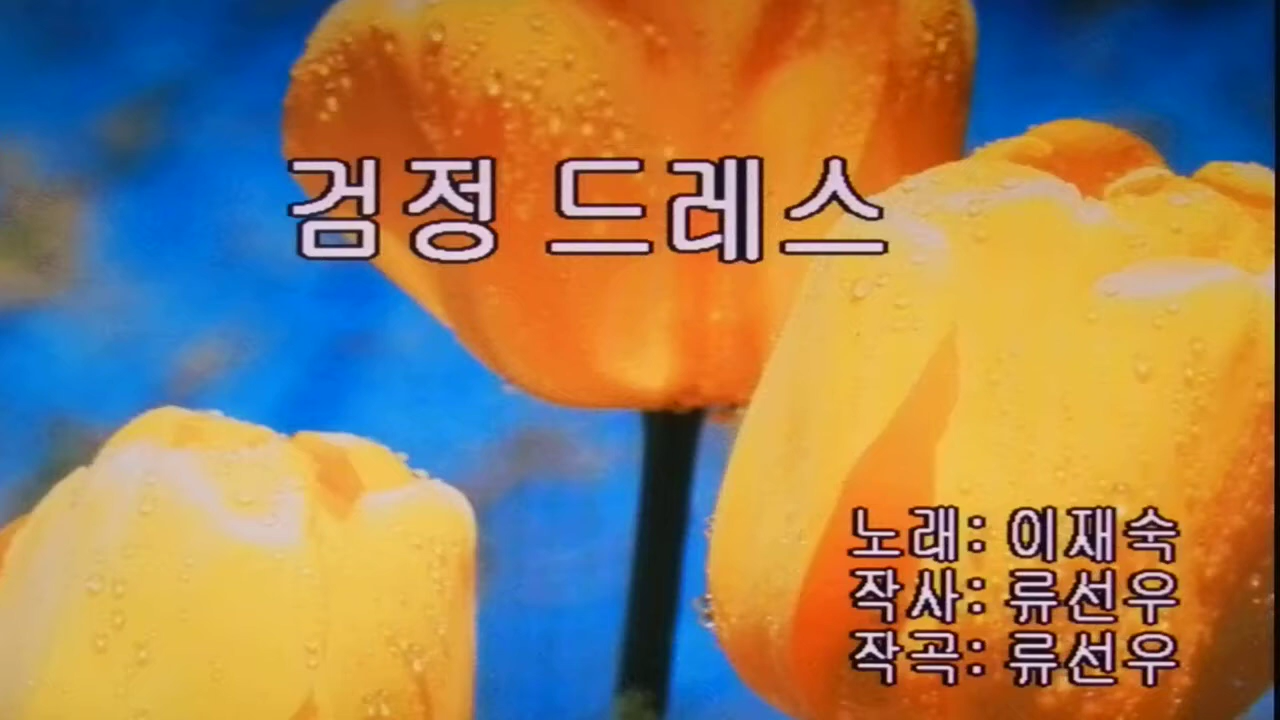 검정 드레스
노래: 이재숙
작사: 류선우
작곡: 류선우